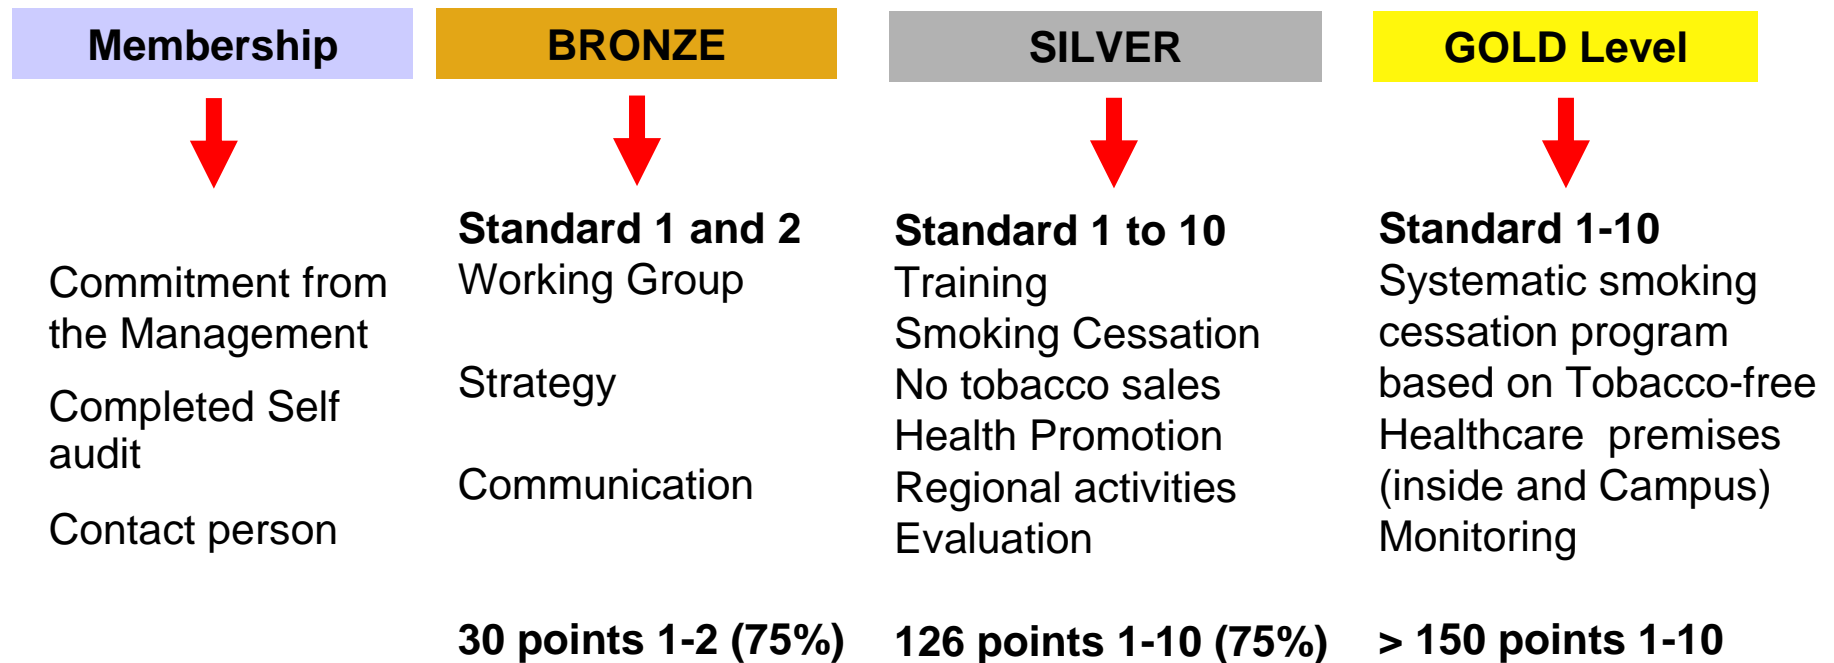 Membership
Commitment from
the Management
Completed Self
audit
Contact person
BRONZE
Standard 1 and 2
Working Group
Strategy
Communication
30 points 1-2 (75%)
SILVER
Standard 1 to 10
Training
Smoking Cessation
No tobacco sales
Health Promotion
Regional activities
Evaluation
126 points 1-10 (75%)
GOLD Level
Standard 1-10
Systematic smoking
cessation program
based on Tobacco-free
Healthcare premises
(inside and Campus)
Monitoring
> 150 points 1-10